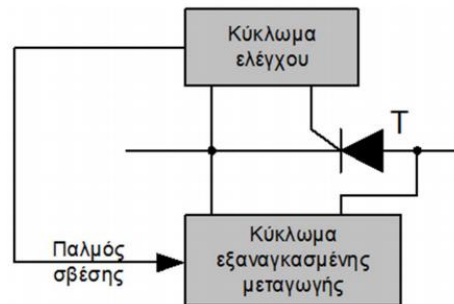 Κύκλωμα
ελέγχου
T
Παλμός
σβέσης
Κύκλωμα
εξαναγκασμένης
μεταγωγής